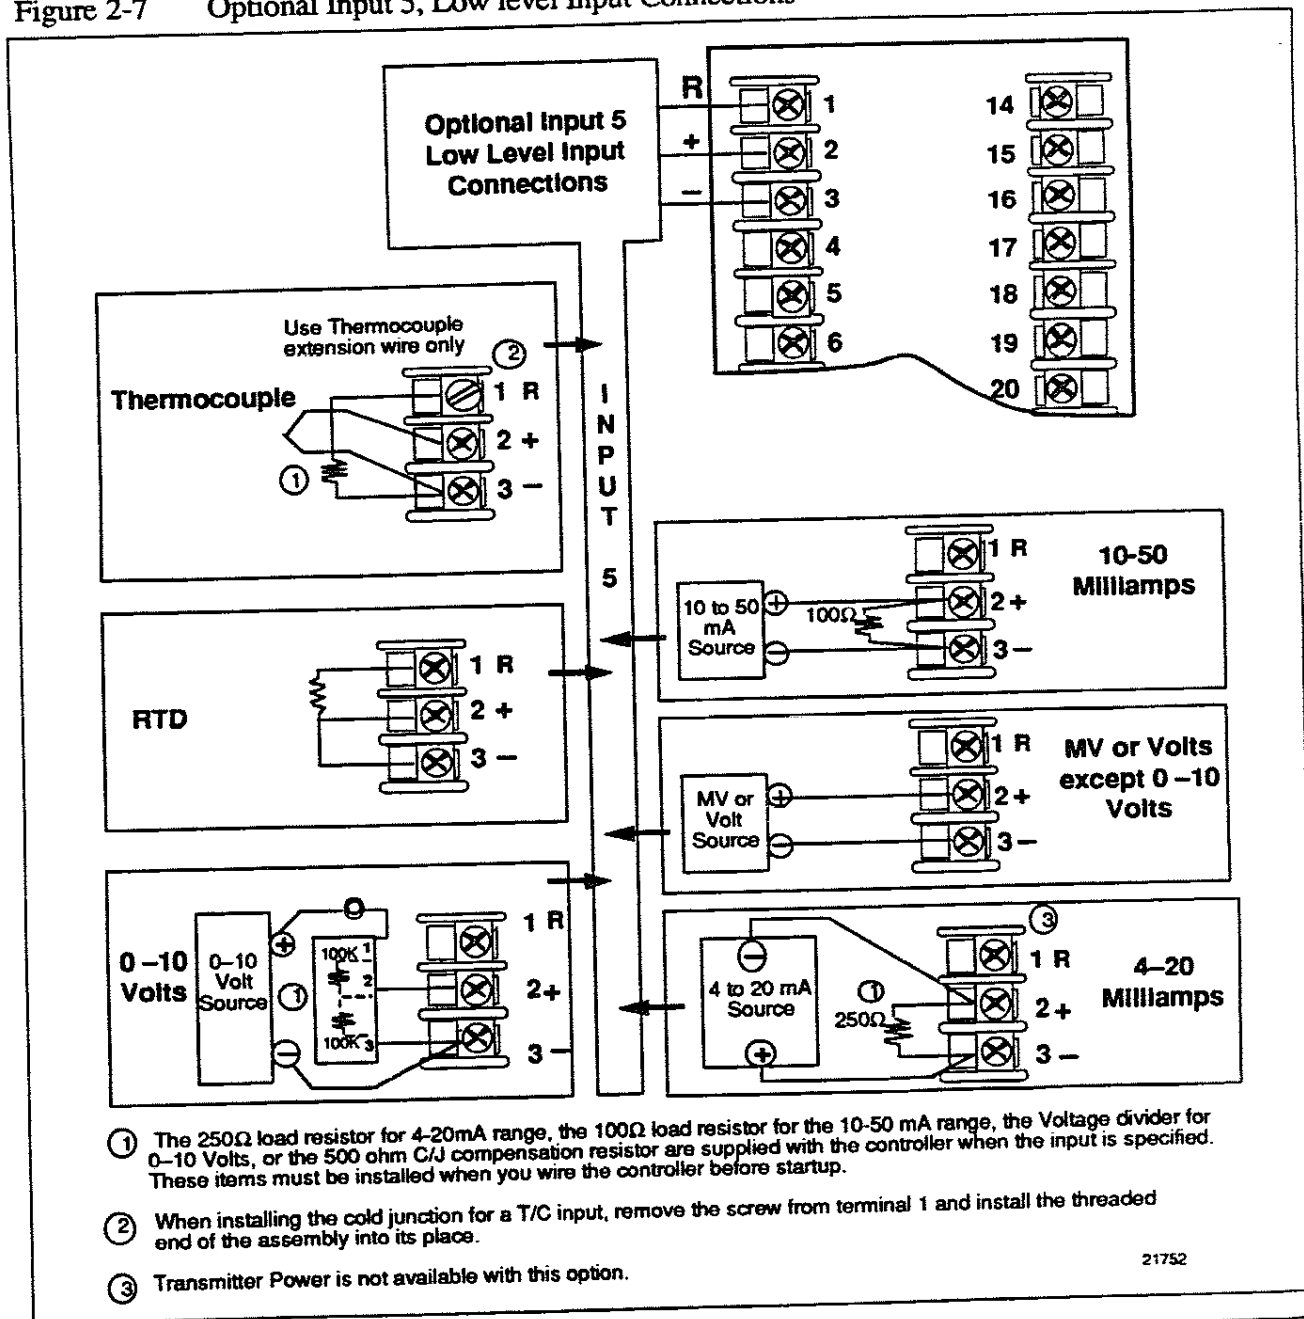 Figure 2-7 Optional Input 5, Low level Input Connections
Optional Input 5
Low Level Input
Connections
R
+
–
1
2
3
4
5
6
14
15
16
17
18
19
20
INPUT 5
Use Thermocouple
extension wire only
2
Thermocouple
1 R
2 +
3 –
1
10-50
Milliamps
10 to 50
mA
Source
+
–
100Ω
1 R
2 +
3 –
RTD
1 R
2 +
3 –
MV or Volts
except 0 –10
Volts
MV or
Volt
Source
+
–
1 R
2 +
3 –
0 –10
Volts
0–10
Volt
Source
+
–
1
100K 1
2
100K 3
1 R
2 +
3 –
4–20
Milliamps
–
4 to 20 mA
Source
+
1
250Ω
3
1 R
2 +
3 –
1 The 250Ω load resistor for 4-20mA range, the 100Ω load resistor for the 10-50 mA range, the Voltage divider for
0–10 Volts, or the 500 ohm C/J compensation resistor are supplied with the controller when the input is specified.
These items must be installed when you wire the controller before startup.
2 When installing the cold junction for a T/C input, remove the screw from terminal 1 and install the threaded
end of the assembly into its place.
21752
3 Transmitter Power is not available with this option.